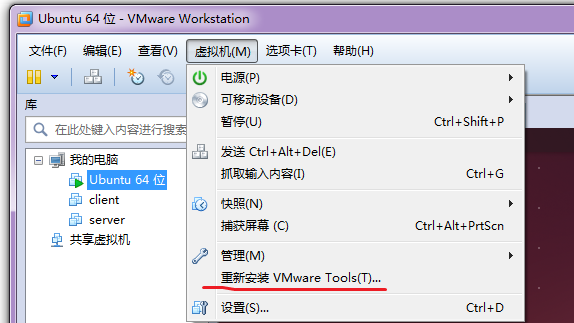 Ubuntu 64 位 - VMware Workstation
文件(F) 编辑(E) 查看(V) 虚拟机(M) 选项卡(T) 帮助(H)
库
在此处键入内容进行搜索
我的电脑
Ubuntu 64 位
client
server
共享虚拟机
电源(P)
可移动设备(D)
暂停(U) Ctrl+Shift+P
发送 Ctrl+Alt+Del(E)
抓取输入内容(I) Ctrl+G
快照(N)
捕获屏幕 (C) Ctrl+Alt+PrtScn
管理(M)
重新安装 VMware Tools(T)...
设置(S)... Ctrl+D